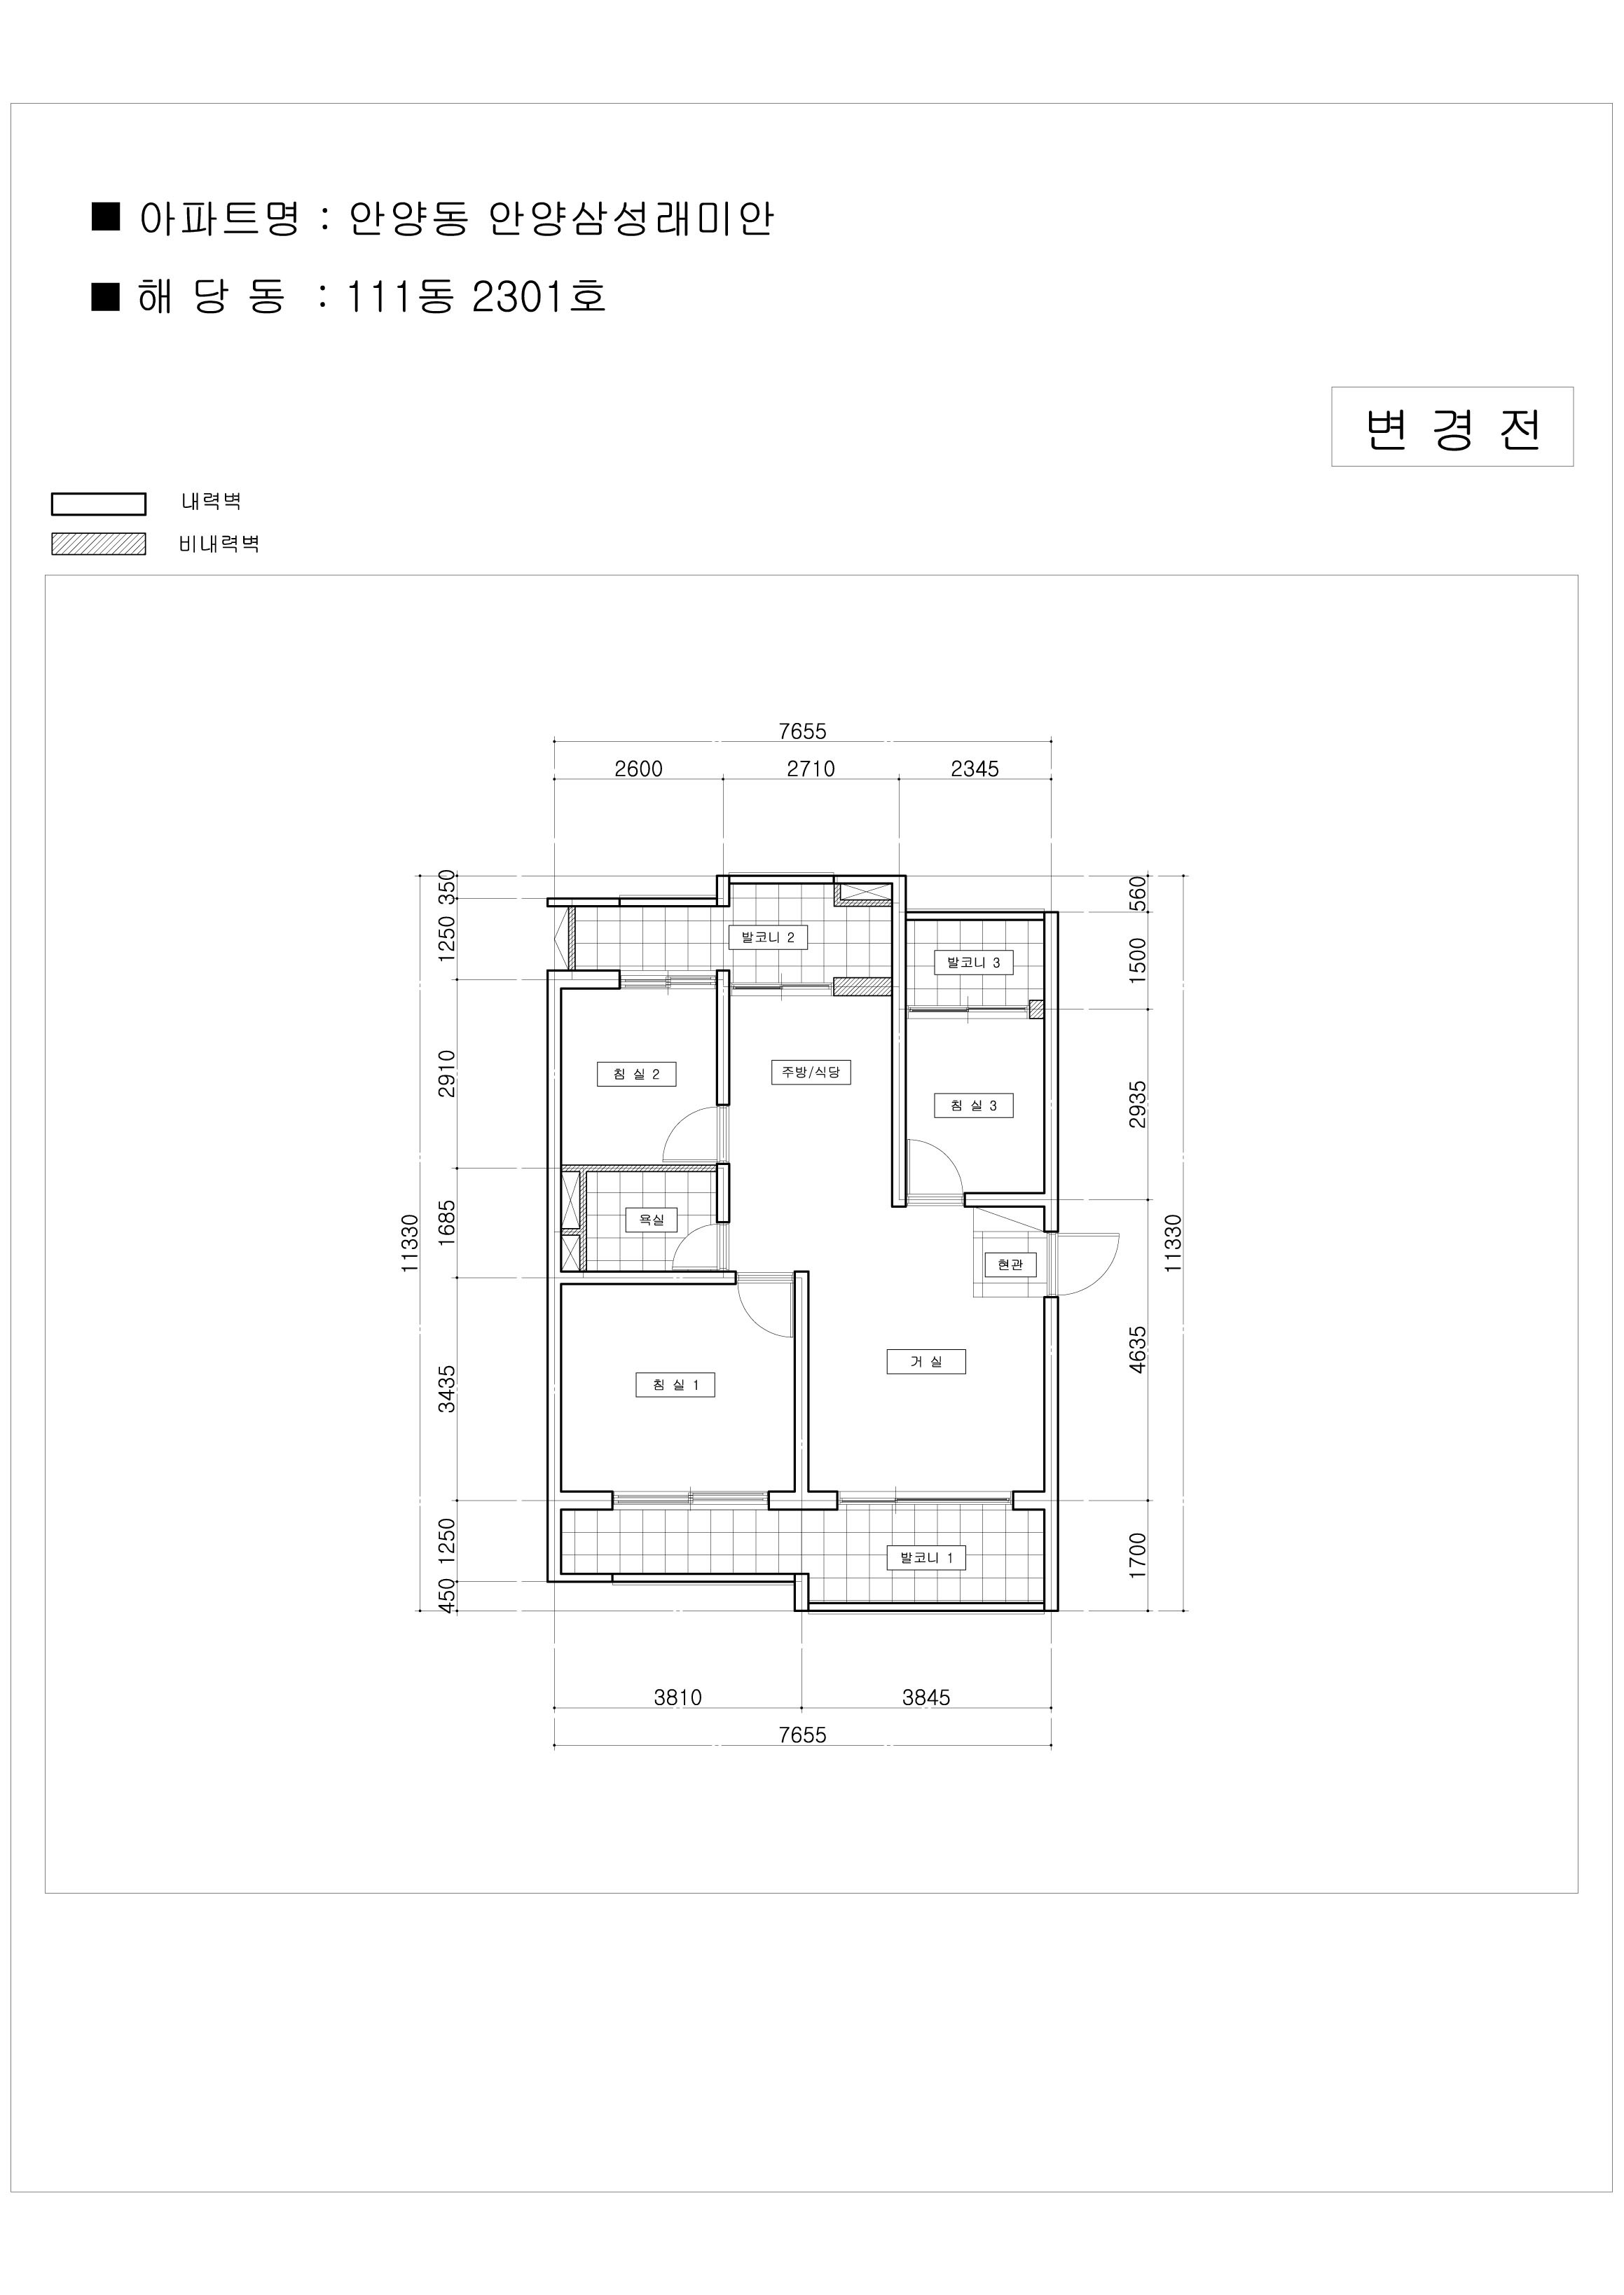 ■ 아파트명 : 안양동 안양삼성래미안
■ 해 당 동 : 111동 2301호
변 경 전
내력벽
비내력벽
7655
2600 2710 2345
350
560
1250
발코니 2
1500
발코니 3
2910
침 실 2
주방/식당
2935
침 실 3
11330
1685
욕실
11330
현관
4635
거 실
3435
침 실 1
1250
발코니 1
1700
450
3810 3845
7655